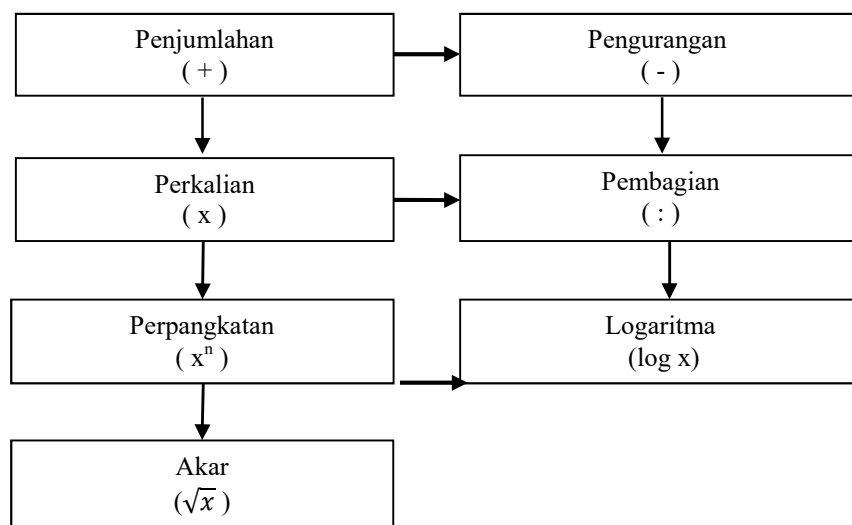 Penjumlahan
( + )
Pengurangan
( - )
Perkalian
( x )
Pembagian
( : )
Perpangkatan
( xⁿ )
Logaritma
(log x)
Akar
(√x )